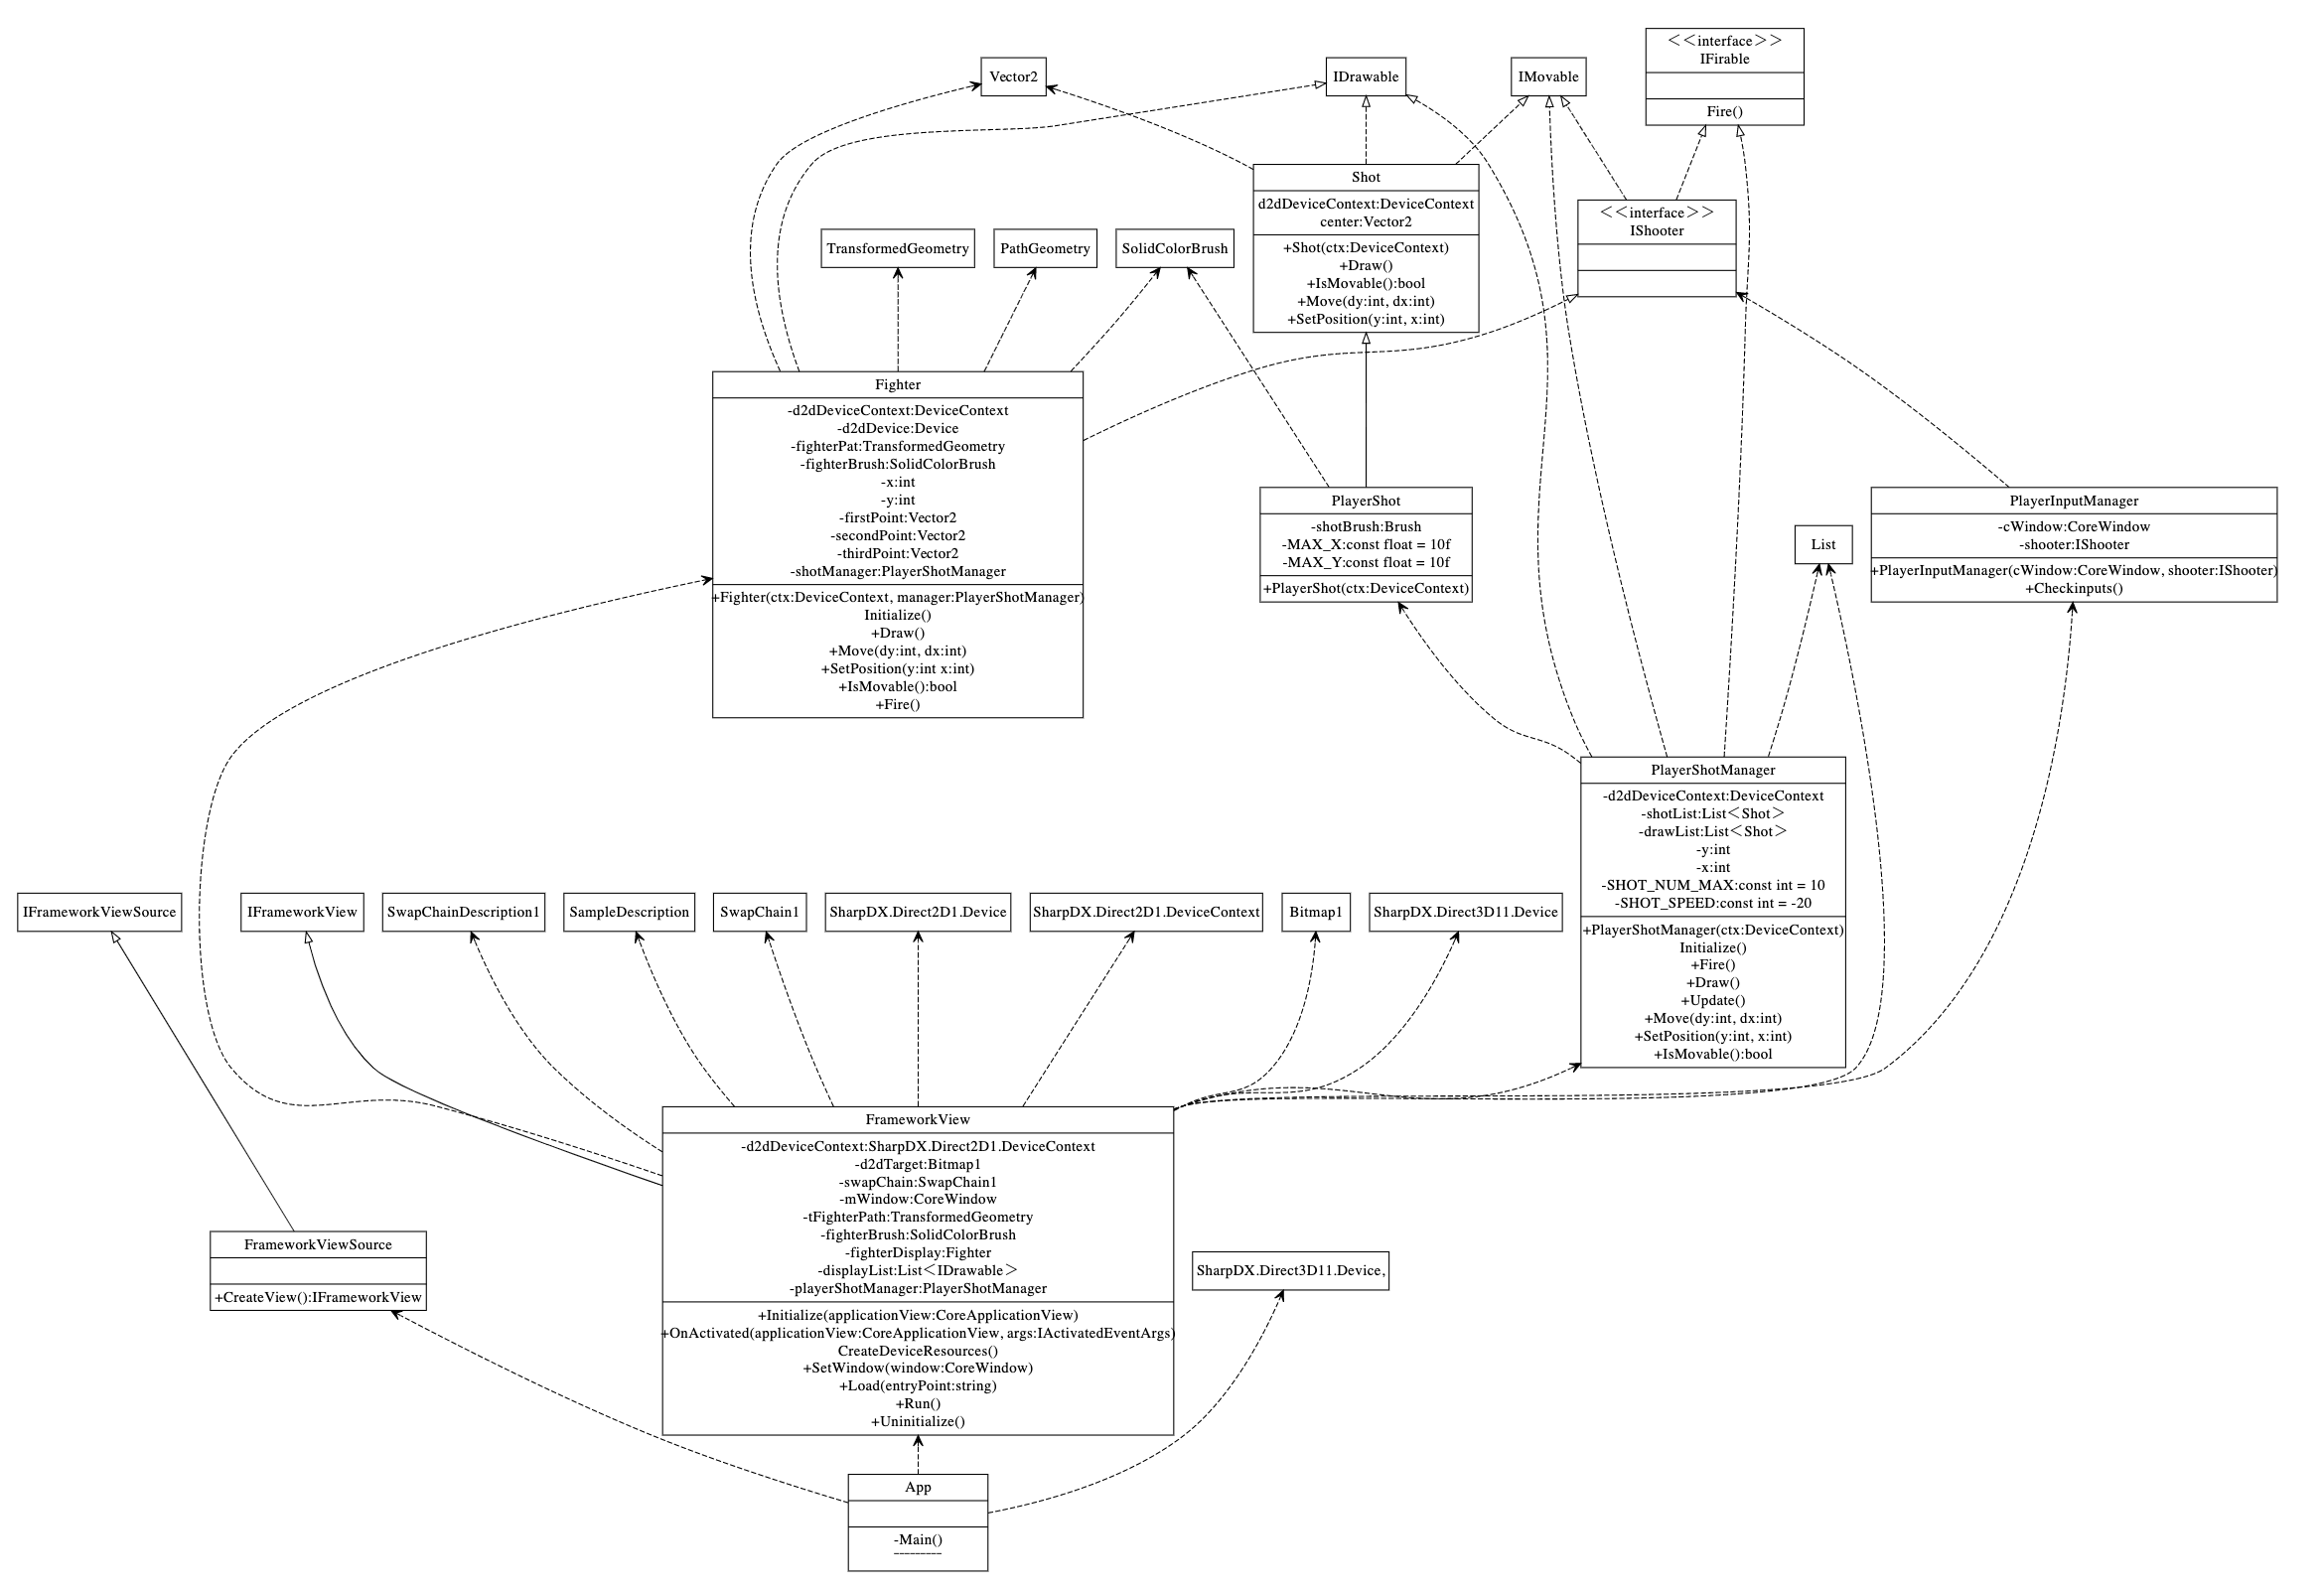 ＜＜interface＞＞
IFirable
Fire()
Vector2
IDrawable
IMovable
Shot
d2dDeviceContext:DeviceContext
center:Vector2
+Shot(ctx:DeviceContext)
+Draw()
+IsMovable():bool
+Move(dy:int, dx:int)
+SetPosition(y:int, x:int)
＜＜interface＞＞
IShooter
TransformedGeometry
PathGeometry
SolidColorBrush
Fighter
-d2dDeviceContext:DeviceContext
-d2dDevice:Device
-fighterPat:TransformedGeometry
-fighterBrush:SolidColorBrush
-x:int
-y:int
-firstPoint:Vector2
-secondPoint:Vector2
-thirdPoint:Vector2
-shotManager:PlayerShotManager
+Fighter(ctx:DeviceContext, manager:PlayerShotManager)
Initialize()
+Draw()
+Move(dy:int, dx:int)
+SetPosition(y:int x:int)
+IsMovable():bool
+Fire()
PlayerShot
-shotBrush:Brush
-MAX_X:const float = 10f
-MAX_Y:const float = 10f
+PlayerShot(ctx:DeviceContext)
List
PlayerInputManager
-cWindow:CoreWindow
-shooter:IShooter
+PlayerInputManager(cWindow:CoreWindow, shooter:IShooter)
+Checkinputs()
PlayerShotManager
-d2dDeviceContext:DeviceContext
-shotList:List＜Shot＞
-drawList:List＜Shot＞
-y:int
-x:int
-SHOT_NUM_MAX:const int = 10
-SHOT_SPEED:const int = -20
+PlayerShotManager(ctx:DeviceContext)
Initialize()
+Fire()
+Draw()
+Update()
+Move(dy:int, dx:int)
+SetPosition(y:int, x:int)
+IsMovable():bool
IFrameworkViewSource
IFrameworkView
SwapChainDescription1
SampleDescription
SwapChain1
SharpDX.Direct2D1.Device
SharpDX.Direct2D1.DeviceContext
Bitmap1
SharpDX.Direct3D11.Device
FrameworkView
-d2dDeviceContext:SharpDX.Direct2D1.DeviceContext
-d2dTarget:Bitmap1
-swapChain:SwapChain1
-mWindow:CoreWindow
-tFighterPath:TransformedGeometry
-fighterBrush:SolidColorBrush
-fighterDisplay:Fighter
-displayList:List＜IDrawable＞
-playerShotManager:PlayerShotManager
+Initialize(applicationView:CoreApplicationView)
+OnActivated(applicationView:CoreApplicationView, args:IActivatedEventArgs)
CreateDeviceResources()
+SetWindow(window:CoreWindow)
+Load(entryPoint:string)
+Run()
+Uninitialize()
FrameworkViewSource
+CreateView():IFrameworkView
SharpDX.Direct3D11.Device,
App
-Main()
---------